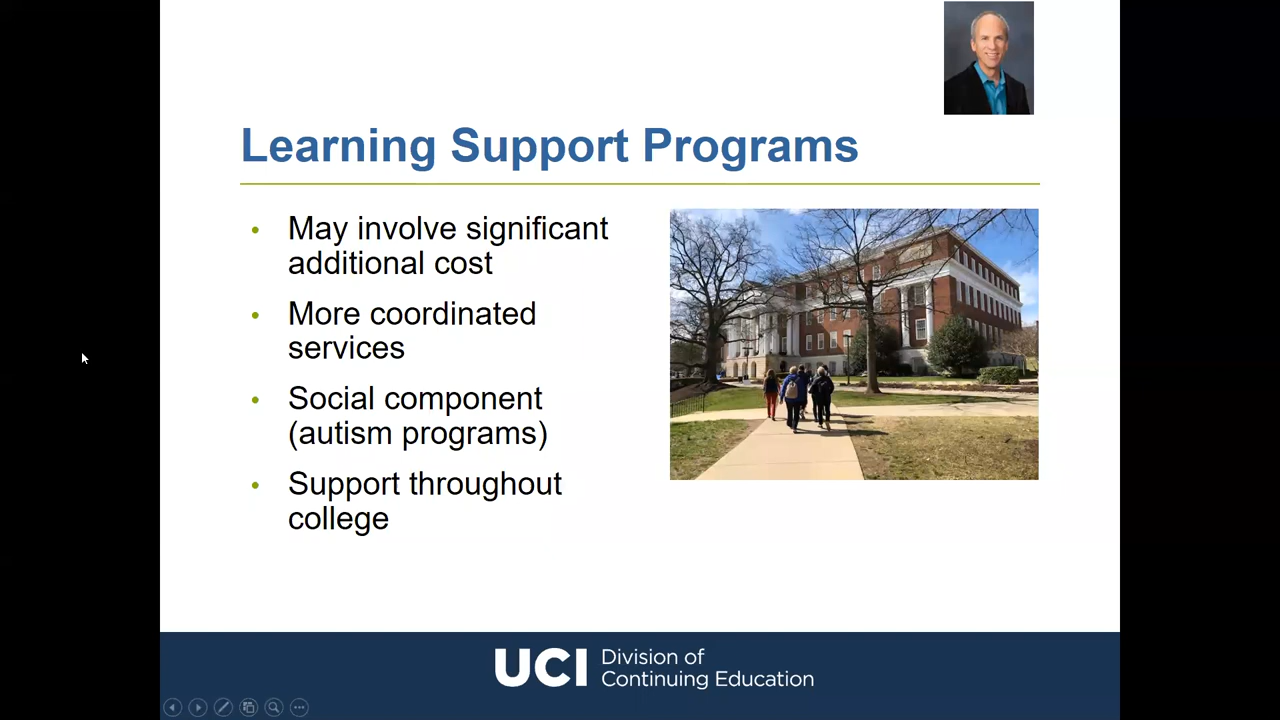 Learning Support Programs
• May involve significant
additional cost
• More coordinated
services
• Social component
(autism programs)
• Support throughout
college
UCI Division of
Continuing Education